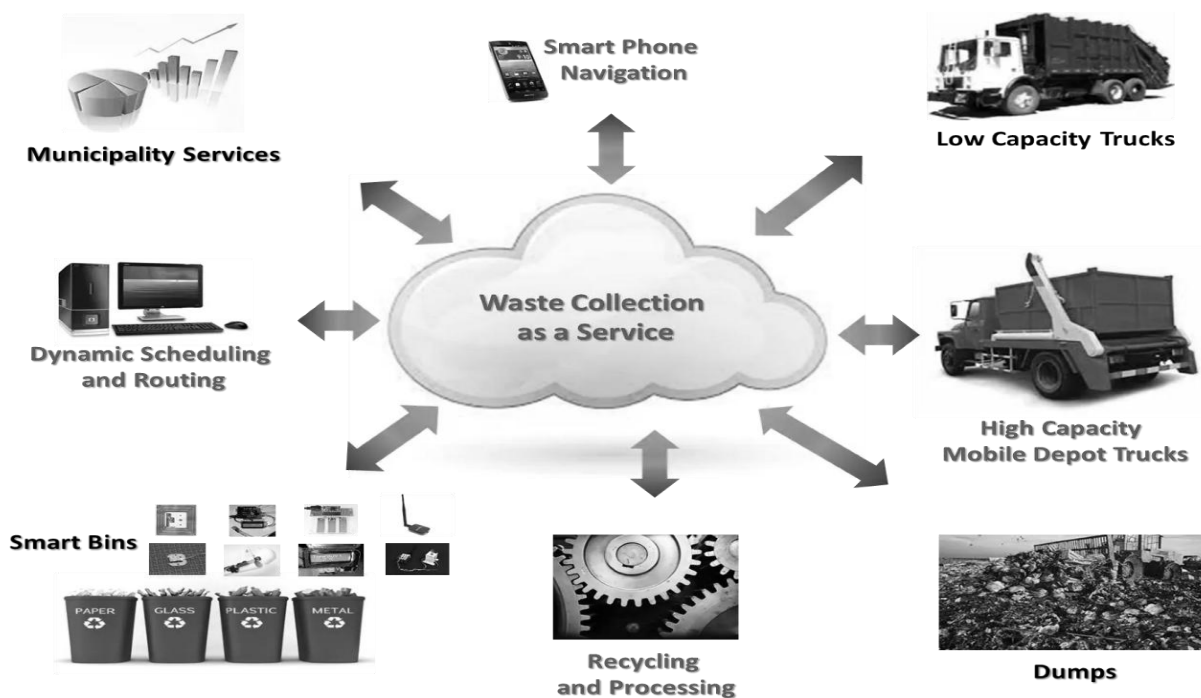 Smart Phone
Navigation
Municipality Services
Low Capacity Trucks
Waste Collection
as a Service
Dynamic Scheduling
and Routing
High Capacity
Mobile Depot Trucks
Smart Bins
PAPER
GLASS
PLASTIC
METAL
Recycling
and Processing
Dumps